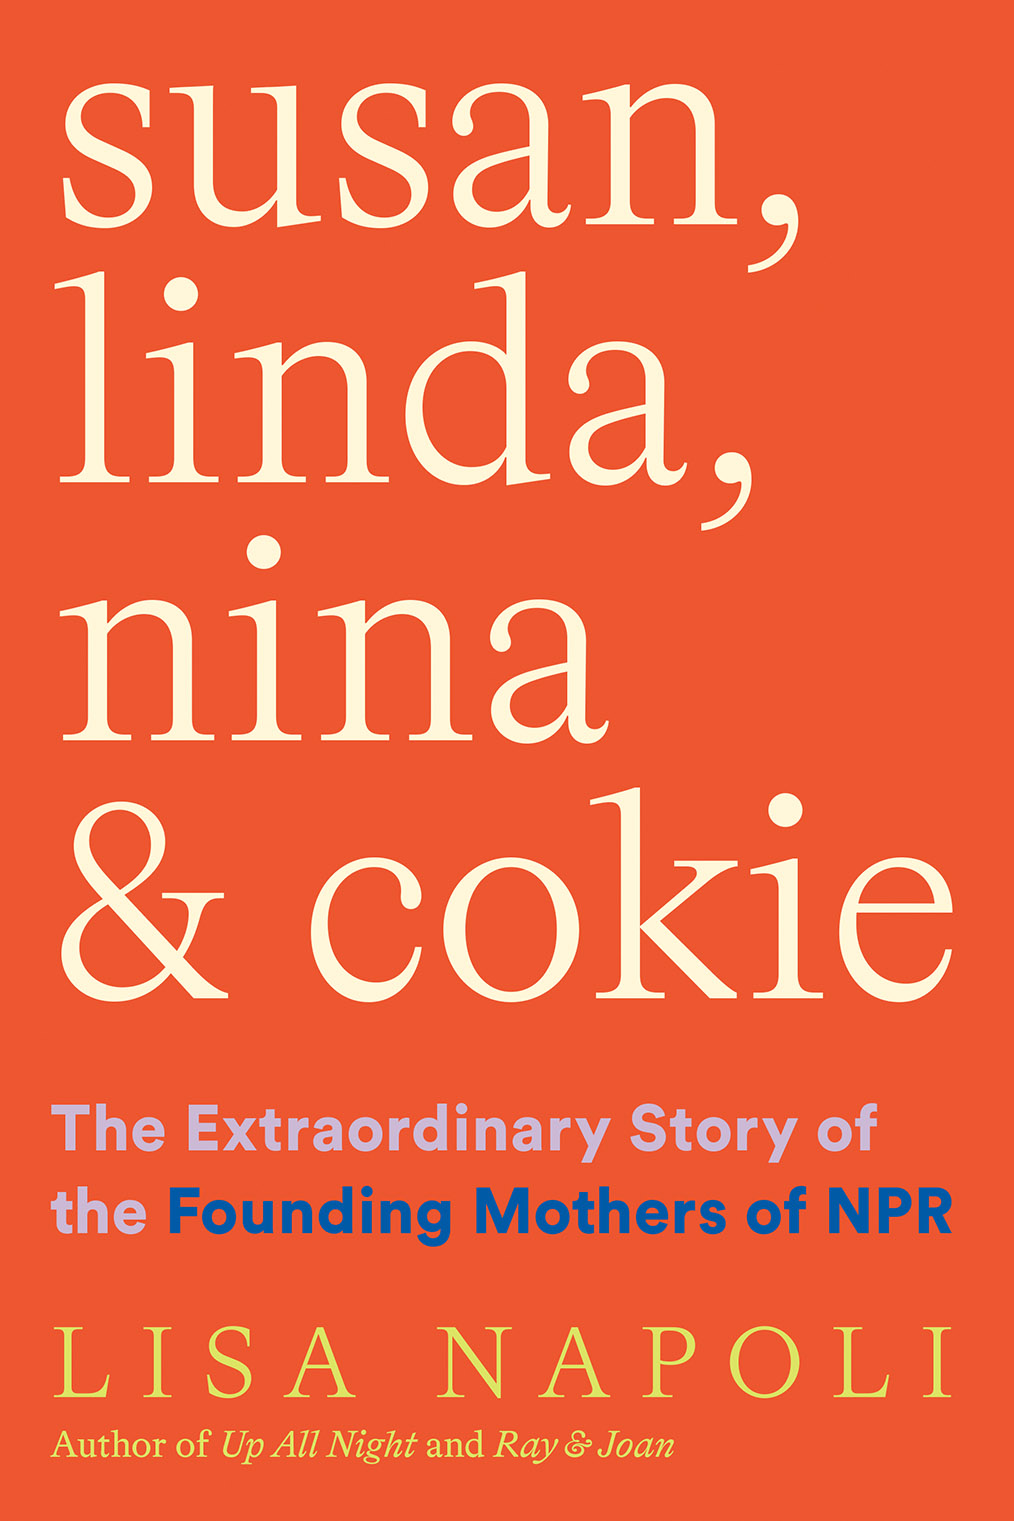 susan,
linda,
nina
& cokie
The Extraordinary Story of
the Founding Mothers of NPR
LISA NAPOLI
Author of Up All Night and Ray & Joan